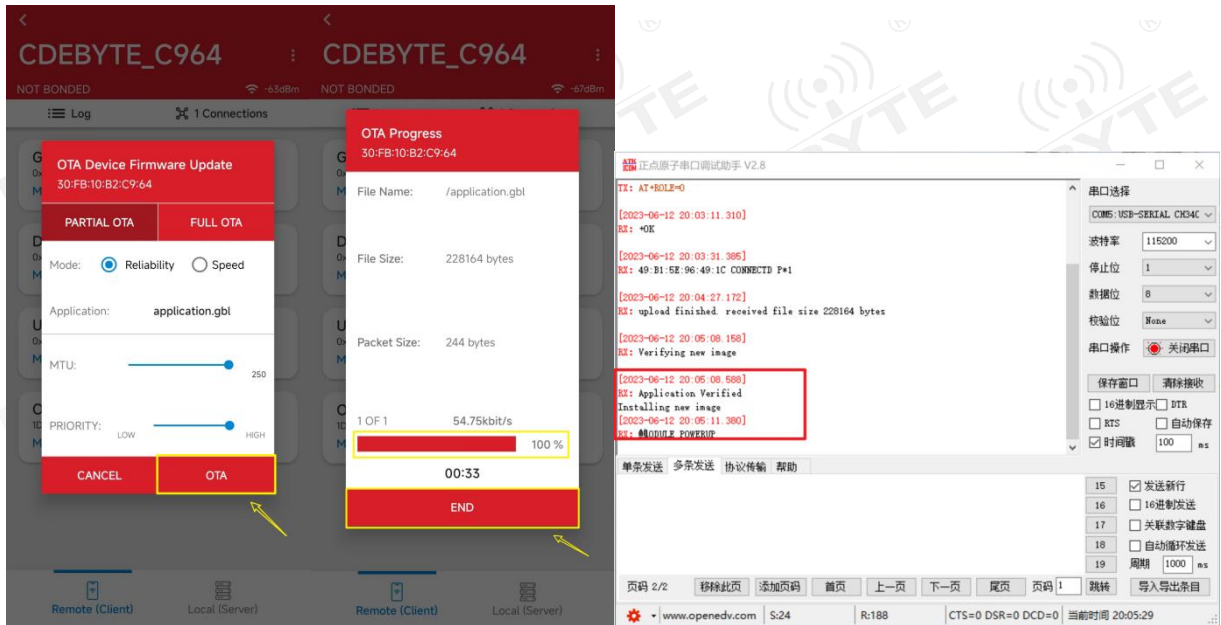 CDEBYTE_C964
NOT BONDED
-63dBm
Log
1 Connections
OTA Device Firmware Update
30:FB:10:B2:C9:64
PARTIAL OTA
FULL OTA
Mode:
Reliability
Speed
Application:
application.gbl
MTU:
250
PRIORITY:
LOW
HIGH
CANCEL
OTA
Remote (Client)
Local (Server)
CDEBYTE_C964
NOT BONDED
-67dBm
OTA Progress
30:FB:10:B2:C9:64
File Name:
/application.gbl
File Size:
228164 bytes
Packet Size:
244 bytes
1 OF 1
54.75kbit/s
100 %
00:33
END
Remote (Client)
Local (Server)
正点原子串口调试助手 V2.8
TX: AT+ROLE=0
[2023-06-12 20:03:11.310]
RX: +OK
[2023-06-12 20:03:31.385]
RX: 49:B1:5E:96:49:1C CONNECTD P*1
[2023-06-12 20:04:27.172]
RX: upload finished. received file size 228164 bytes
[2023-06-12 20:05:08.158]
RX: Verifying new image
[2023-06-12 20:05:08.588]
RX: Application Verified
Installing new image
[2023-06-12 20:05:11.380]
MODULE POWERUP
串口选择
COM5:USB-SERIAL CH34C
波特率
115200
停止位
1
数据位
8
校验位
None
串口操作
关闭串口
保存窗口
清除接收
16进制显示
DTR
RTS
自动保存
时间戳
100
ms
单条发送
多条发送
协议传输
帮助
15
发送新行
16
16进制发送
17
关联数字键盘
18
自动循环发送
19
周期
1000
ms
页码 2/2
移除此页
添加页码
首页
上一页
下一页
尾页
页码
1
跳转
导入导出条目
www.openedv.com
S:24
R:188
CTS=0 DSR=0 DCD=0
当前时间 20:05:29